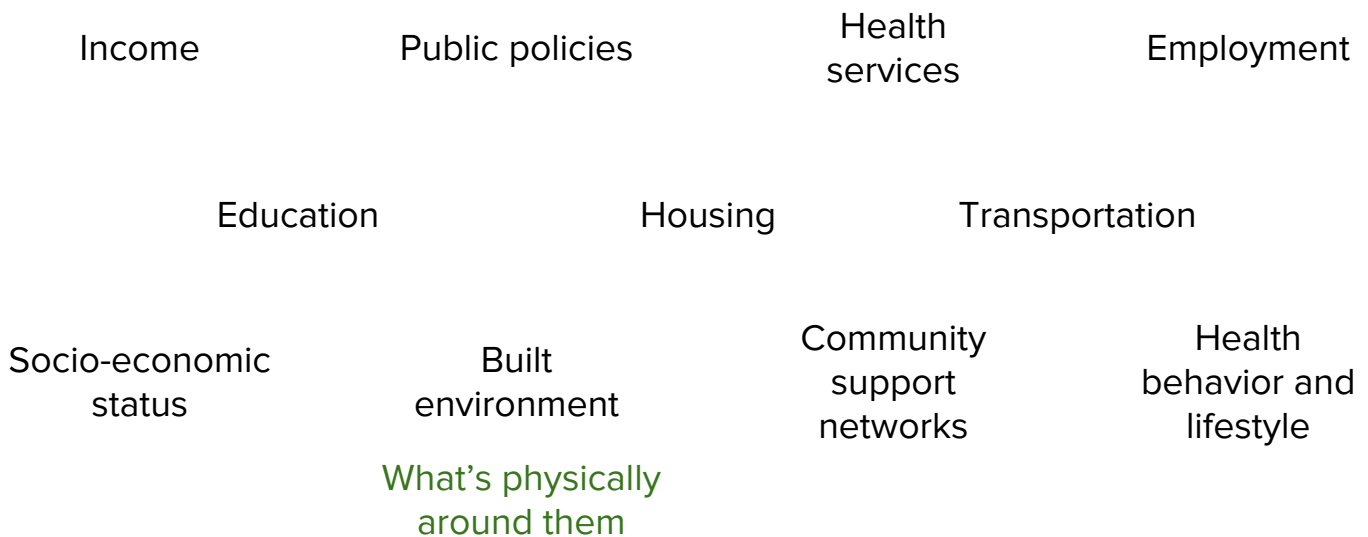 Income
Public policies
Health
services
Employment
Education
Housing
Transportation
Socio-economic
status
Built
environment
What’s physically
around them
Community
support
networks
Health
behavior and
lifestyle